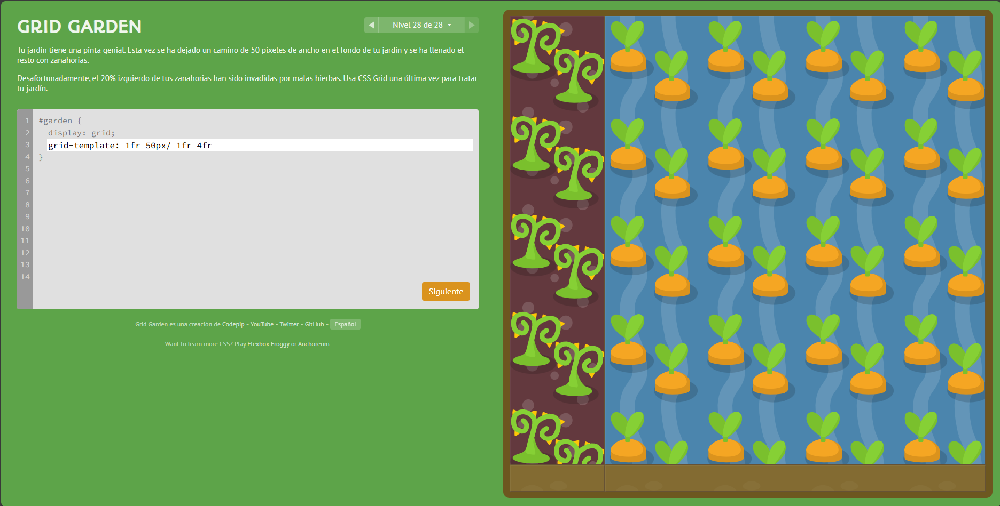 GRID GARDEN
◀ Nivel 28 de 28 ▾ ▶
Tu jardín tiene una pinta genial. Esta vez se ha dejado un camino de 50 píxeles de ancho en el fondo de tu jardín y se ha llenado el
resto con zanahorias.
Desafortunadamente, el 20% izquierdo de tus zanahorias han sido invadidas por malas hierbas. Usa CSS Grid una última vez para tratar
tu jardín.
1 #garden {
2 display: grid;
3 grid-template: 1fr 50px/ 1fr 4fr
4 }
5
6
7
8
9
10
11
12
13
14
Siguiente
Grid Garden es una creación de Codepip • YouTube • Twitter • GitHub • Español
Want to learn more CSS? Play Flexbox Froggy or Anchoreum.